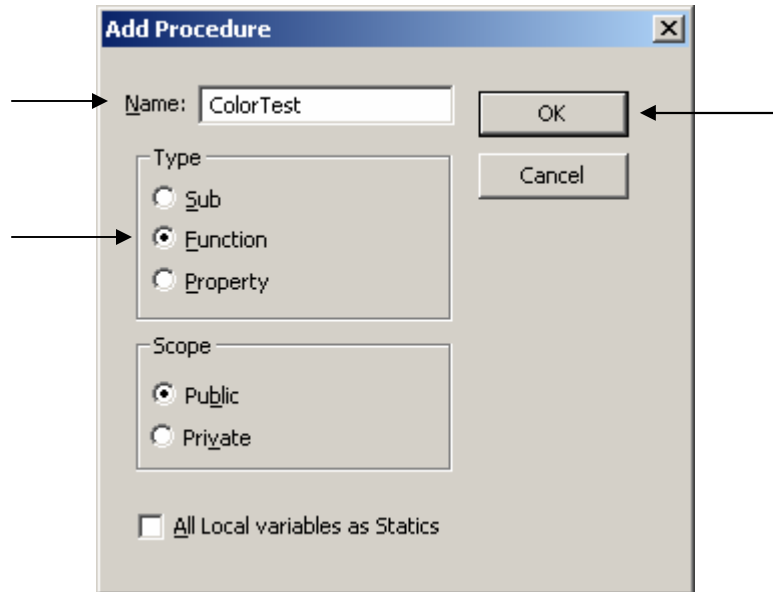 Add Procedure
Name: ColorTest
OK
Type
Cancel
Sub
Function
Property
Scope
Public
Private
All Local variables as Statics